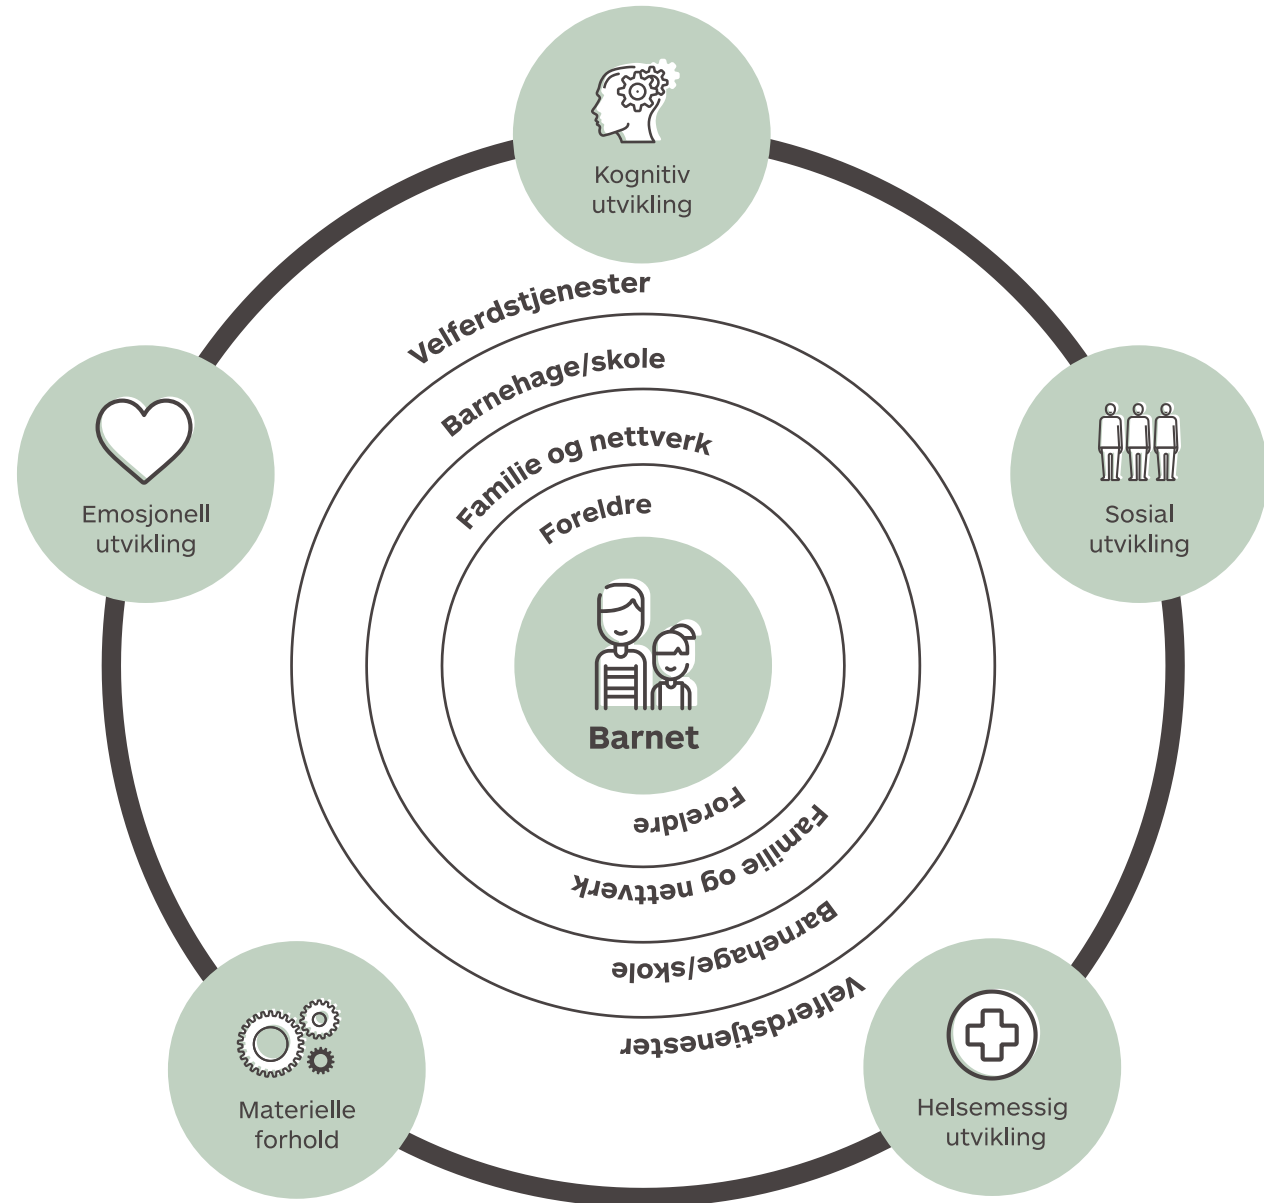 Kognitiv
utvikling
Velferdstjenester
Barnehage/skole
Familie og nettverk
Foreldre
Emosjonell
utvikling
Sosial
utvikling
Barnet
Foreldre
Familie og nettverk
Barnehage/skole
Velferdstjenester
Materielle
forhold
Helsemessig
utvikling